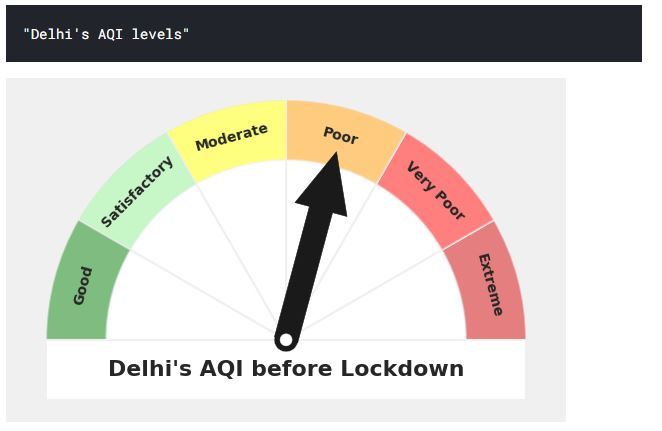 "Delhi's AQI levels"
Good
Satisfactory
Moderate
Poor
Very Poor
Extreme
Delhi's AQI before Lockdown